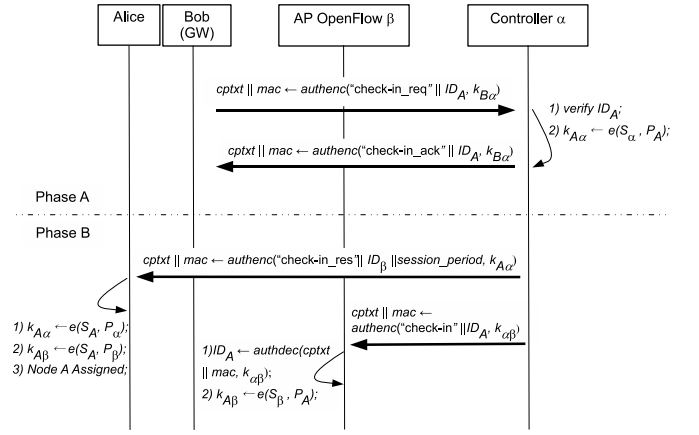 Alice
Bob
(GW)
AP OpenFlow β
Controller α
cptxt || mac ← authenc("check-in_req" || ID_A, k_Bα)
1) verify ID_A;
2) k_Aα ← e(S_α , P_A);
cptxt || mac ← authenc("check-in_ack" || ID_A, k_Bα)
Phase A
Phase B
cptxt || mac ← authenc("check-in_res"|| ID_β ||session_period, k_Aα)
1) k_Aα ← e(S_A, P_α);
2) k_Aβ ← e(S_A, P_β);
3) Node A Assigned;
cptxt || mac ←
authenc("check-in" ||ID_A, k_αβ)
1)ID_A ← authdec(cptxt
|| mac, k_αβ);
2) k_Aβ ← e(S_β , P_A);